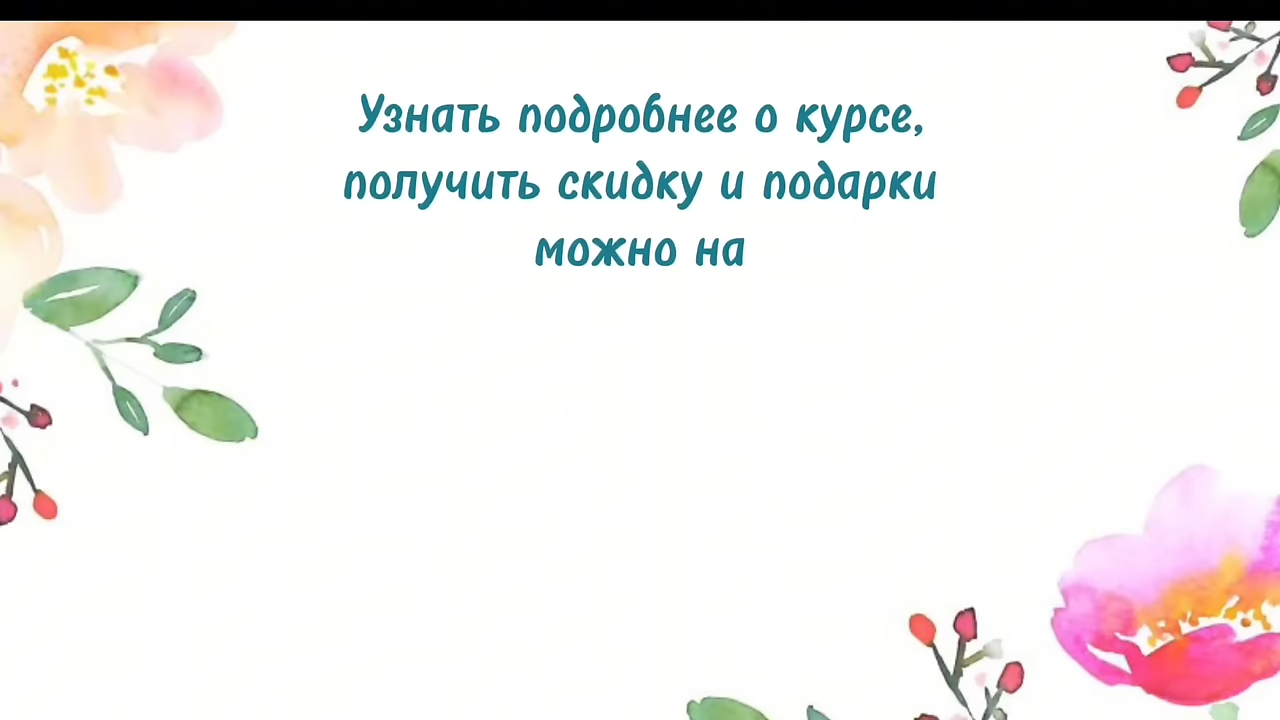 Узнать подробнее о курсе,
получить скидку и подарки
можно на